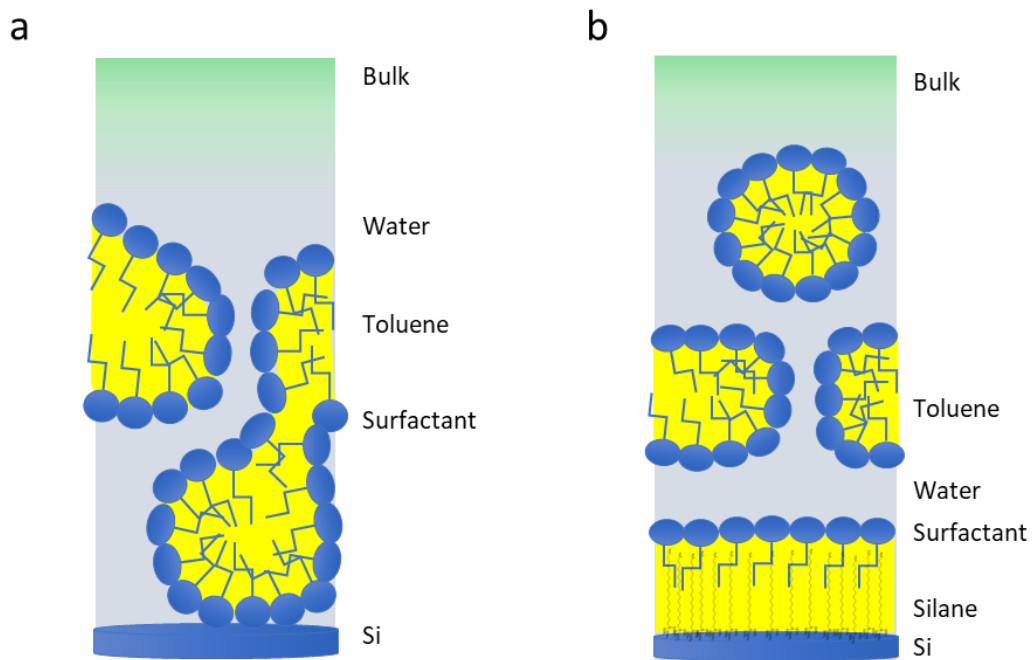 a
Bulk
Water
Toluene
Surfactant
Si
b
Bulk
Toluene
Water
Surfactant
Silane
Si